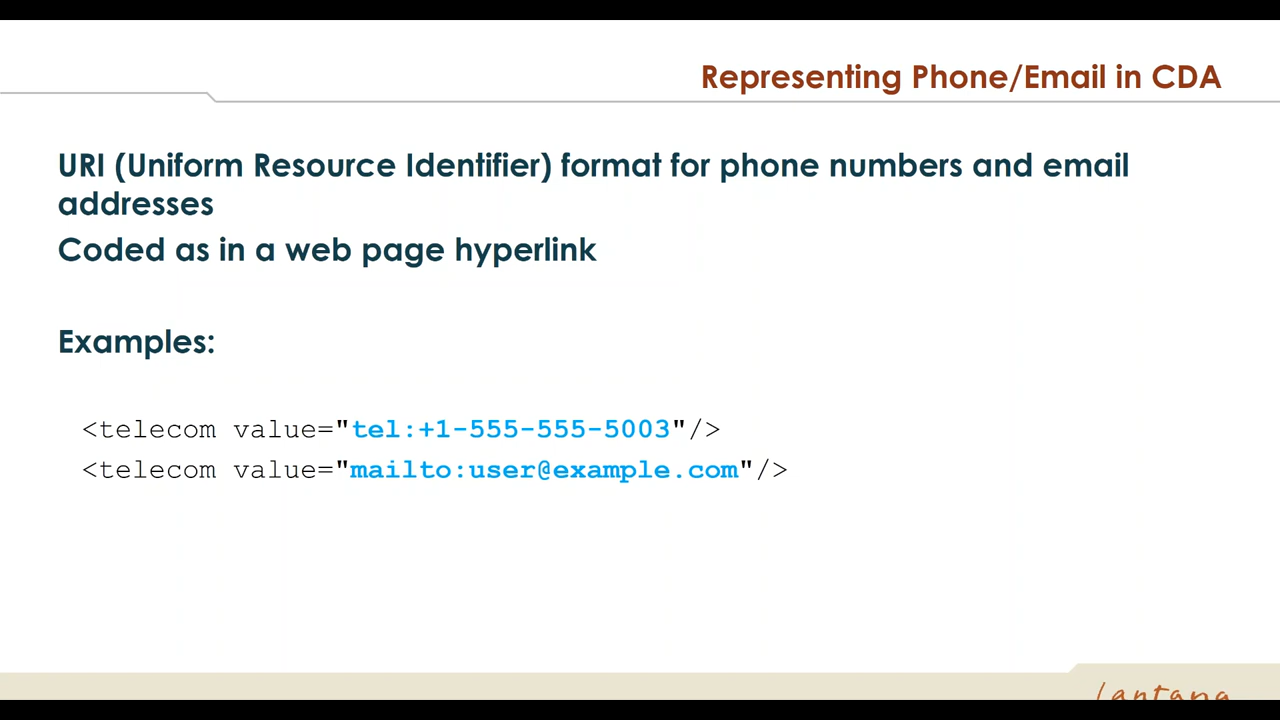 Representing Phone/Email in CDA
URI (Uniform Resource Identifier) format for phone numbers and email
addresses
Coded as in a web page hyperlink
Examples:
<telecom value="tel:+1-555-555-5003"/>
<telecom value="mailto:user@example.com"/>
lantana